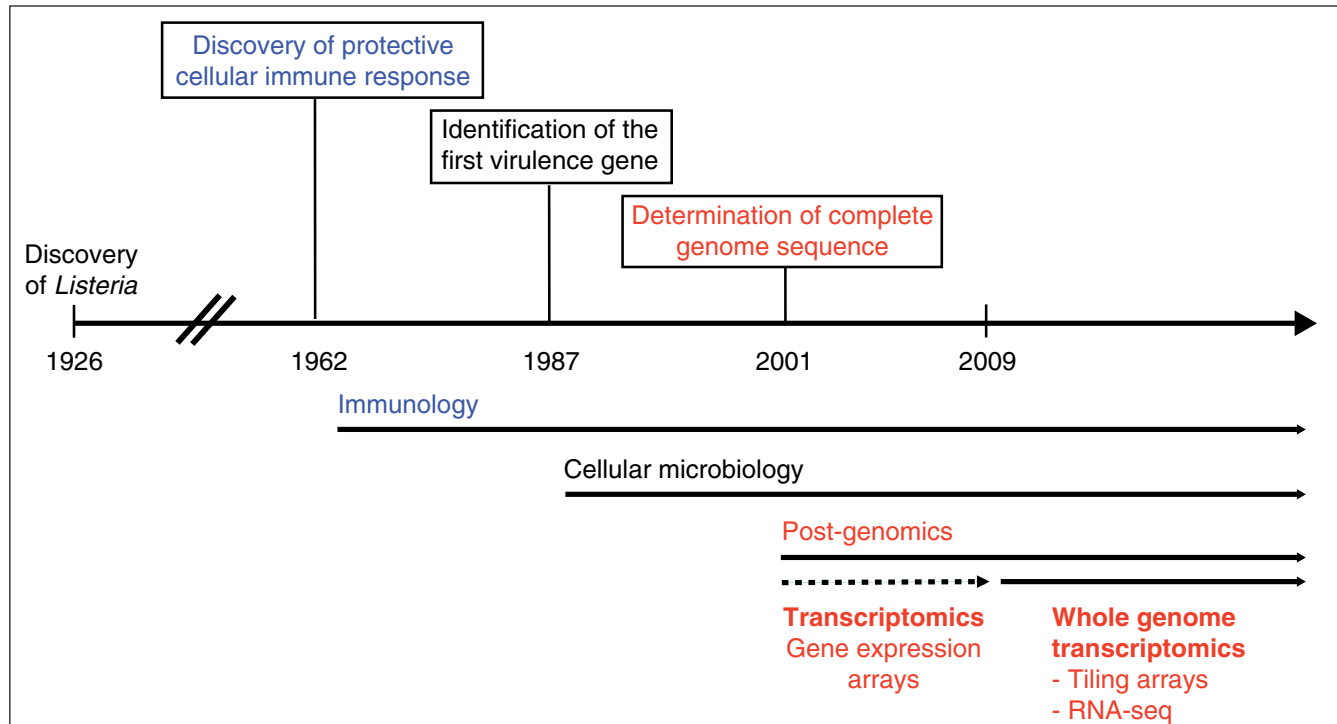 Discovery of protective
cellular immune response
Identification of the
first virulence gene
Determination of complete
genome sequence
Discovery
of Listeria
1926
1962
1987
2001
2009
Immunology
Cellular microbiology
Post-genomics
Transcriptomics
Gene expression
arrays
Whole genome
transcriptomics
- Tiling arrays
- RNA-seq